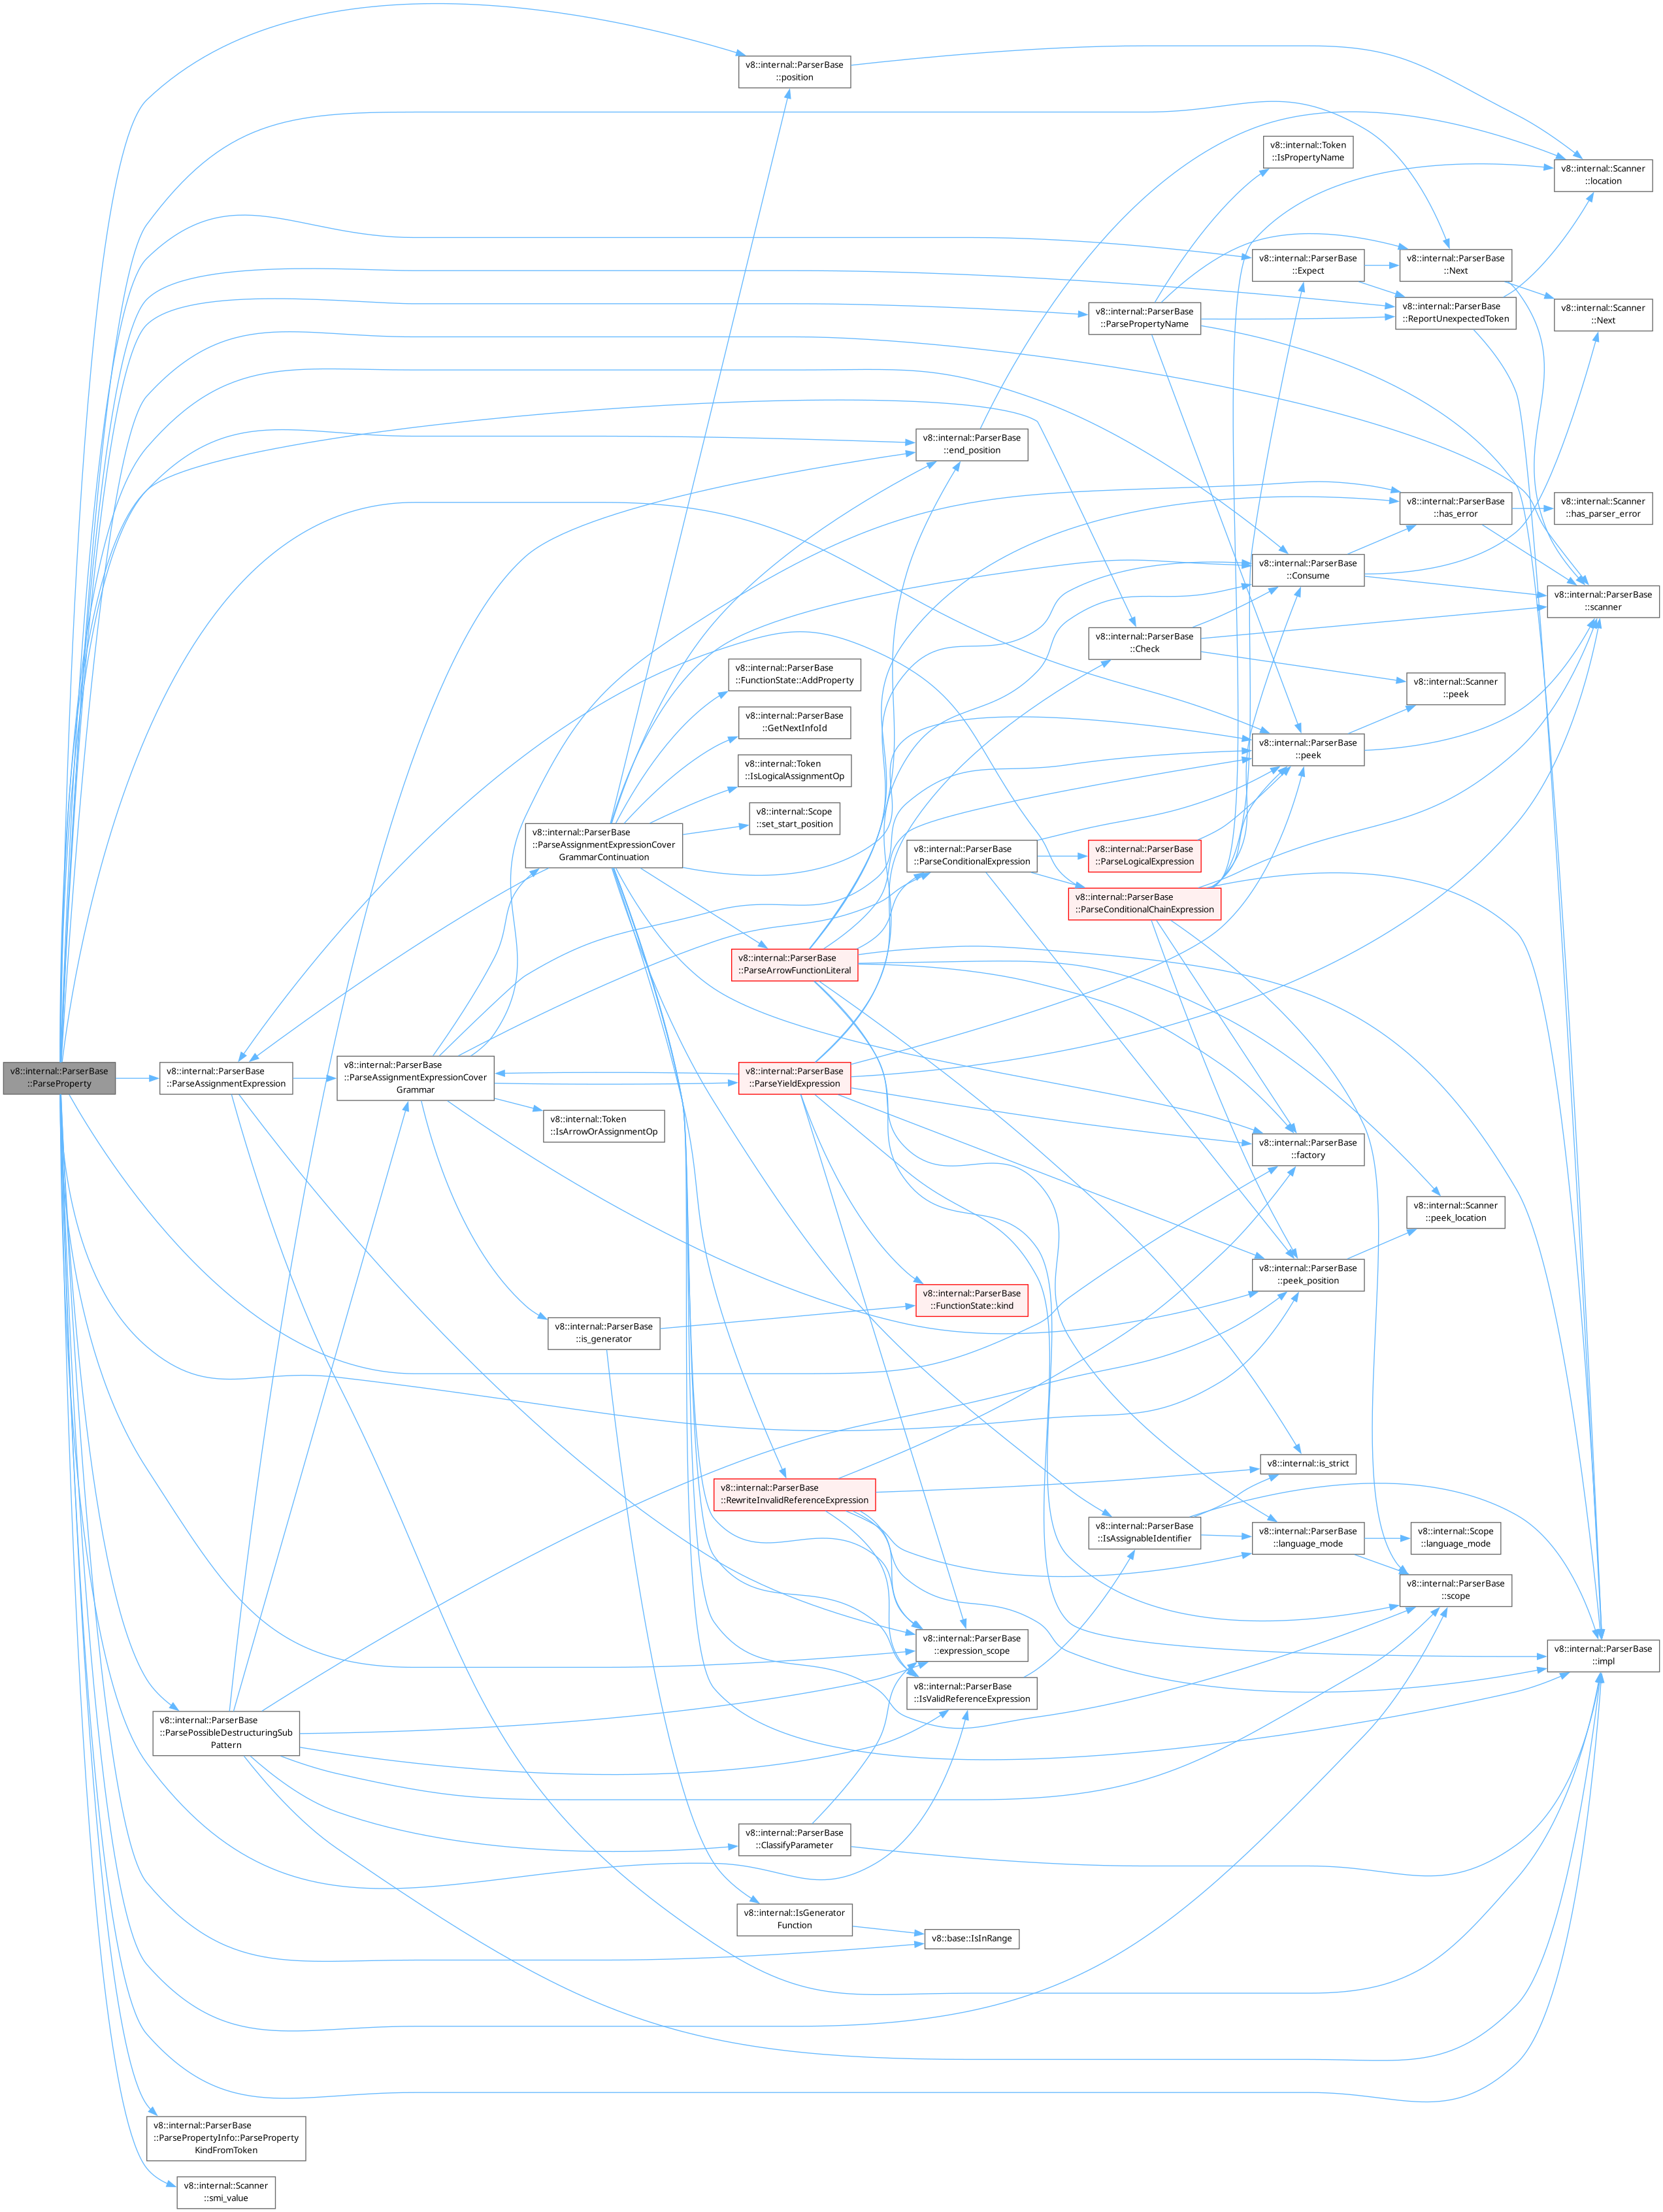 v8::internal::ParserBase
::position
v8::internal::Token
::IsPropertyName
v8::internal::Scanner
::location
v8::internal::ParserBase
::Expect
v8::internal::ParserBase
::Next
v8::internal::ParserBase
::ParsePropertyName
v8::internal::ParserBase
::ReportUnexpectedToken
v8::internal::Scanner
::Next
v8::internal::ParserBase
::end_position
v8::internal::ParserBase
::has_error
v8::internal::Scanner
::has_parser_error
v8::internal::ParserBase
::Consume
v8::internal::ParserBase
::scanner
v8::internal::ParserBase
::Check
v8::internal::ParserBase
::FunctionState::AddProperty
v8::internal::Scanner
::peek
v8::internal::ParserBase
::GetNextInfoId
v8::internal::ParserBase
::peek
v8::internal::Token
::IsLogicalAssignmentOp
v8::internal::Scope
::set_start_position
v8::internal::ParserBase
::ParseAssignmentExpressionCover
GrammarContinuation
v8::internal::ParserBase
::ParseConditionalExpression
v8::internal::ParserBase
::ParseLogicalExpression
v8::internal::ParserBase
::ParseConditionalChainExpression
v8::internal::ParserBase
::ParseArrowFunctionLiteral
v8::internal::ParserBase
::ParseProperty
v8::internal::ParserBase
::ParseAssignmentExpression
v8::internal::ParserBase
::ParseAssignmentExpressionCover
Grammar
v8::internal::ParserBase
::ParseYieldExpression
v8::internal::Token
::IsArrowOrAssignmentOp
v8::internal::ParserBase
::factory
v8::internal::Scanner
::peek_location
v8::internal::ParserBase
::peek_position
v8::internal::ParserBase
::FunctionState::kind
v8::internal::ParserBase
::is_generator
v8::internal::is_strict
v8::internal::ParserBase
::RewriteInvalidReferenceExpression
v8::internal::ParserBase
::IsAssignableIdentifier
v8::internal::ParserBase
::language_mode
v8::internal::Scope
::language_mode
v8::internal::ParserBase
::scope
v8::internal::ParserBase
::expression_scope
v8::internal::ParserBase
::impl
v8::internal::ParserBase
::IsValidReferenceExpression
v8::internal::ParserBase
::ParsePossibleDestructuringSub
Pattern
v8::internal::ParserBase
::ClassifyParameter
v8::internal::IsGenerator
Function
v8::base::IsInRange
v8::internal::ParserBase
::ParsePropertyInfo::ParseProperty
KindFromToken
v8::internal::Scanner
::smi_value